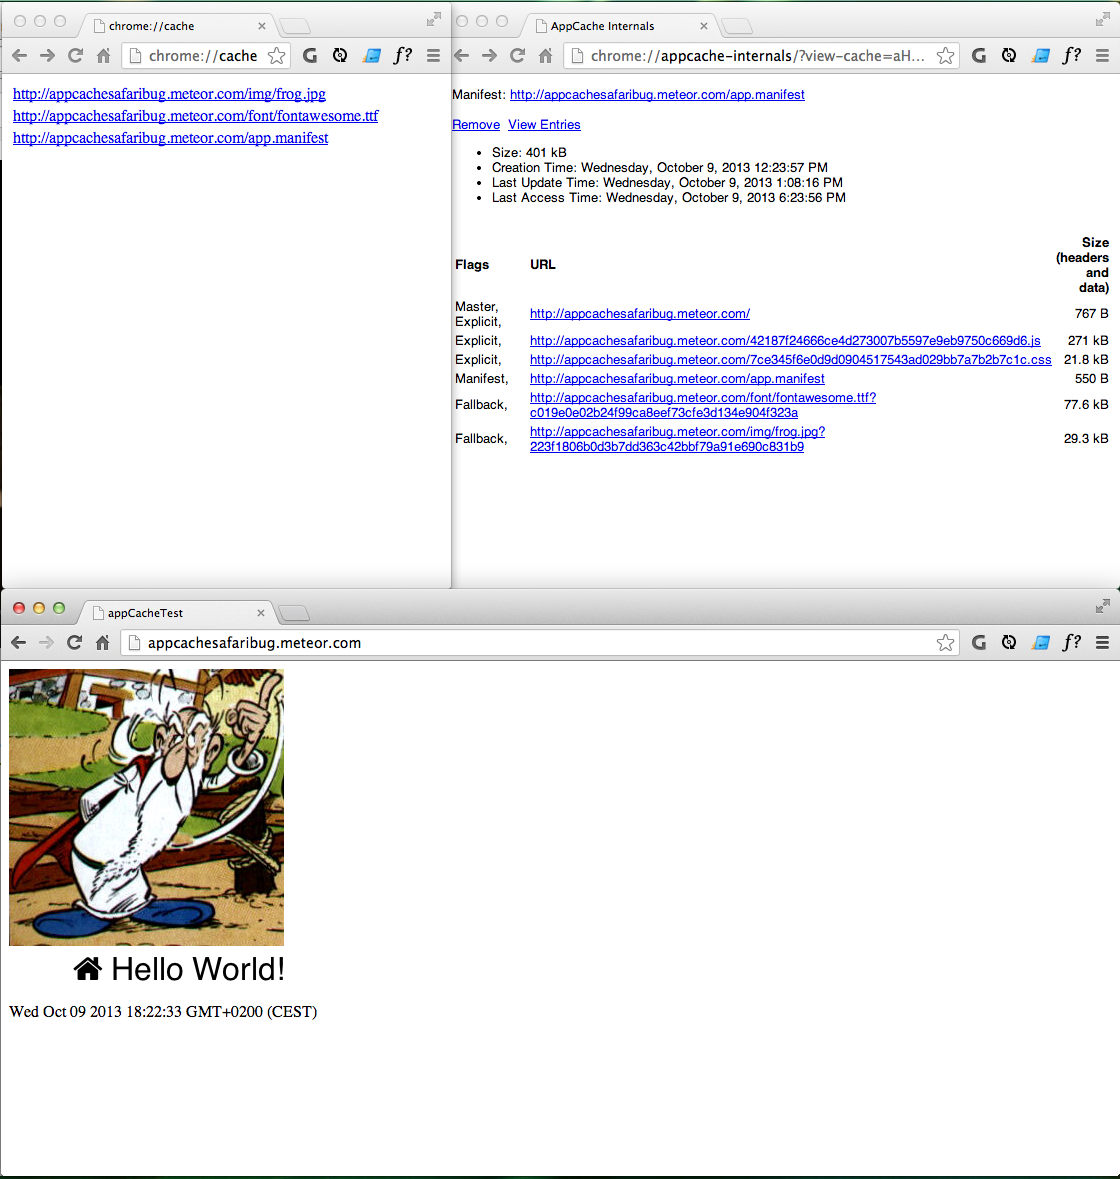 chrome://cache
chrome://cache
http://appcachesafaribug.meteor.com/img/frog.jpg
http://appcachesafaribug.meteor.com/font/fontawesome.ttf
http://appcachesafaribug.meteor.com/app.manifest
AppCache Internals
chrome://appcache-internals/?view-cache=aH...
Manifest: http://appcachesafaribug.meteor.com/app.manifest
Remove View Entries
• Size: 401 kB
• Creation Time: Wednesday, October 9, 2013 12:23:57 PM
• Last Update Time: Wednesday, October 9, 2013 1:08:16 PM
• Last Access Time: Wednesday, October 9, 2013 6:23:56 PM
Flags URL Size
(headers
and
data)
Master,
Explicit, http://appcachesafaribug.meteor.com/ 767 B
Explicit, http://appcachesafaribug.meteor.com/42187f24666ce4d273007b5597e9eb9750c669d6.js 271 kB
Explicit, http://appcachesafaribug.meteor.com/7ce345f6e0d9d0904517543ad029bb7a7b2b7c1c.css 21.8 kB
Manifest, http://appcachesafaribug.meteor.com/app.manifest 550 B
Fallback, http://appcachesafaribug.meteor.com/font/fontawesome.ttf?
c019e0e02b24f99ca8eef73cfe3d134e904f323a 77.6 kB
Fallback, http://appcachesafaribug.meteor.com/img/frog.jpg?
223f1806b0d3b7dd363c42bbf79a91e690c831b9 29.3 kB
appCacheTest
appcachesafaribug.meteor.com
Hello World!
Wed Oct 09 2013 18:22:33 GMT+0200 (CEST)